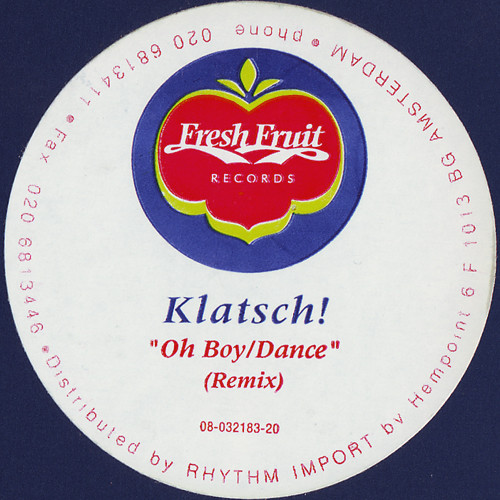 Fresh Fruit
RECORDS
Klatsch!
"Oh Boy/Dance"
(Remix)
08-032183-20
•Distributed by RHYTHM IMPORT bv Hempoint 6 F 1013 BG AMSTERDAM • phone 020 6813411 • Fax 020 6813446